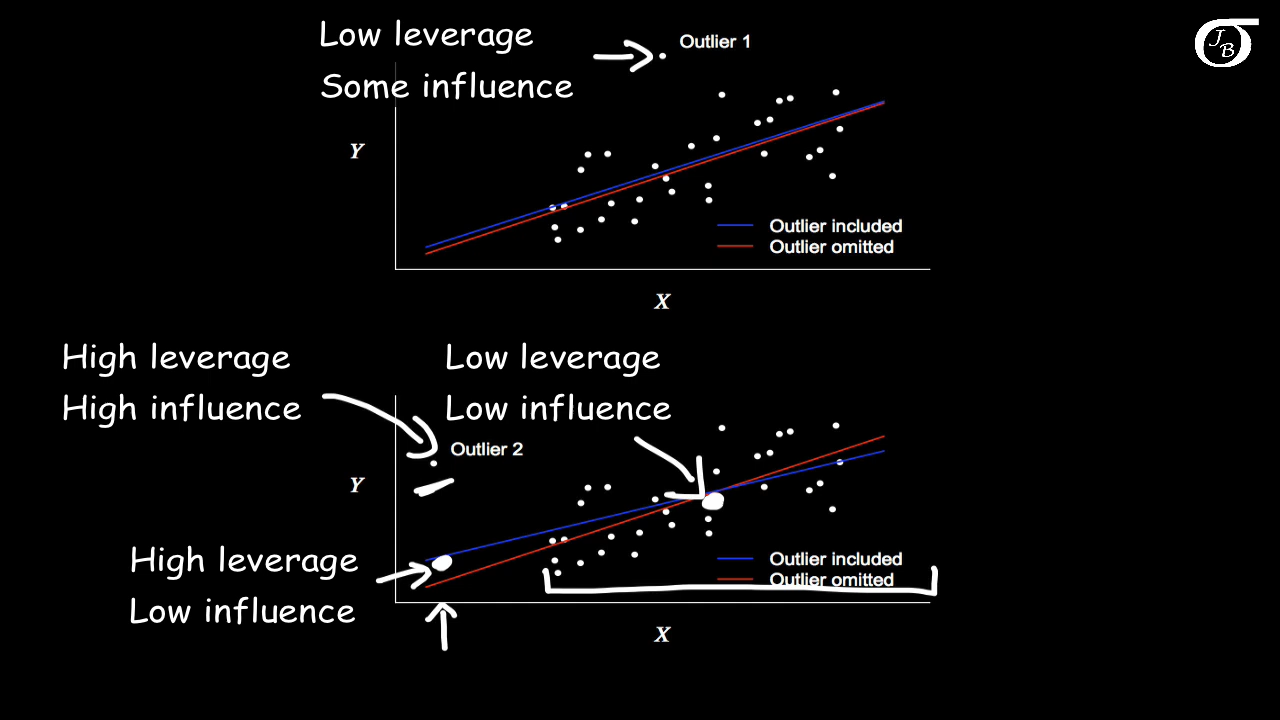 Low leverage
Some influence
Outlier 1
JB
Y
Outlier included
Outlier omitted
X
High leverage
High influence
Low leverage
Low influence
Outlier 2
Y
High leverage
Low influence
Outlier included
Outlier omitted
X